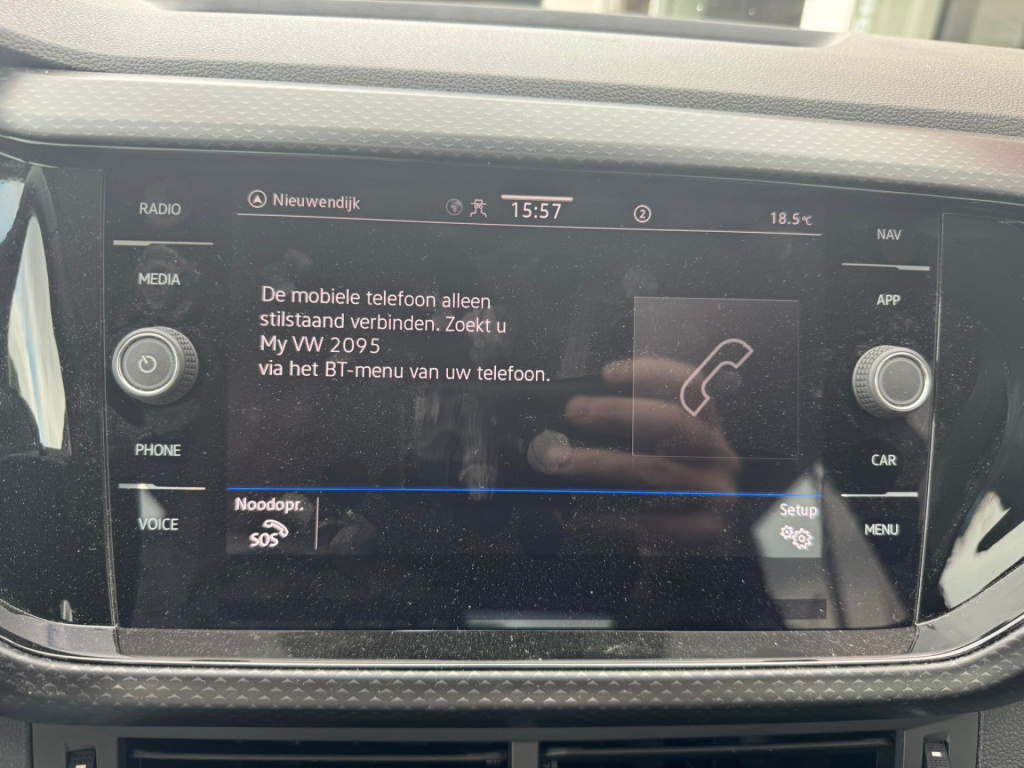 RADIO
MEDIA
PHONE
VOICE
Nieuwendijk
15:57
2
18.5°C
De mobiele telefoon alleen
stilstaand verbinden. Zoekt u
My VW 2095
via het BT-menu van uw telefoon.
Noodopr.
SOS
Setup
NAV
APP
CAR
MENU